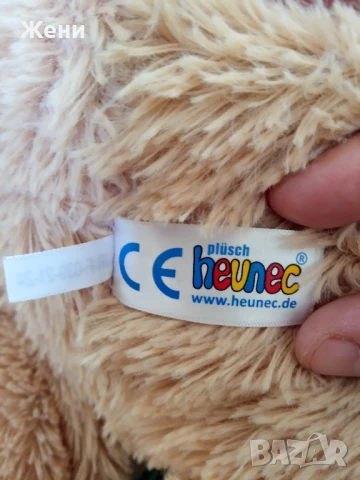 Жени
plüsch
CE heunec®
www.heunec.de
BAZAR